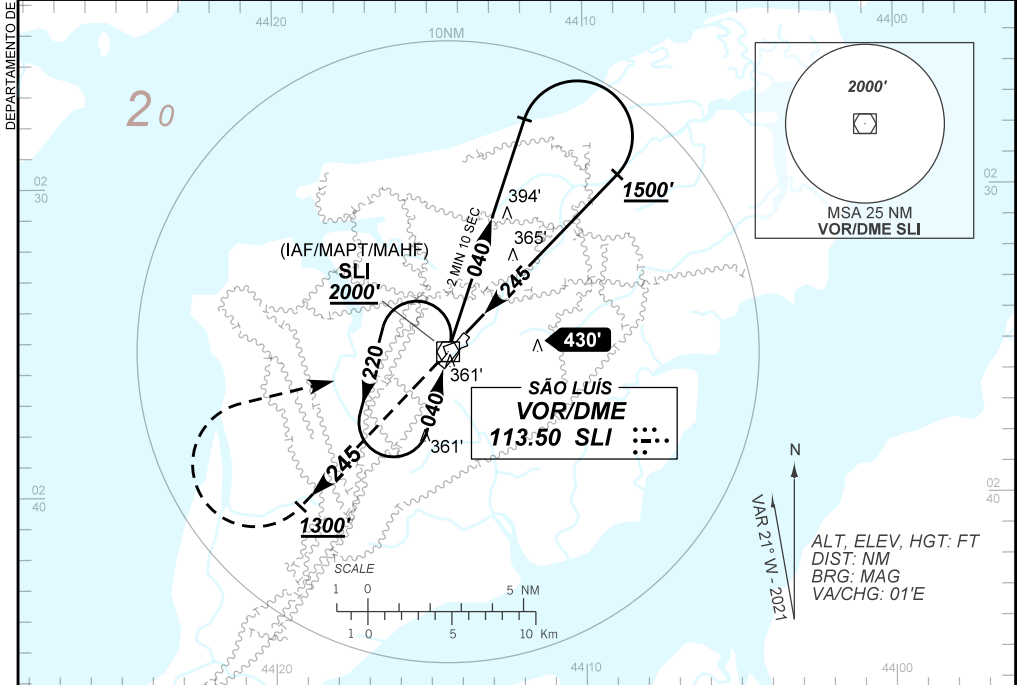 DEPARTAMENTO DE
44 20
44 10
44 00
10NM
2 0
2000'
MSA 25 NM
VOR/DME SLI
02
30
02
30
1500'
394'
365'
2 MIN 10 SEC
040
245
(IAF/MAPT/MAHF)
SLI
2000'
430'
220
361'
040
361'
SÃO LUÍS
VOR/DME
113.50 SLI
245
1300'
02
40
02
40
N
VAR 21° W - 2021
ALT, ELEV, HGT: FT
DIST: NM
BRG: MAG
VA/CHG: 01'E
SCALE
1 0 5 NM
1 0 5 10 Km
44 20
44 10
44 00